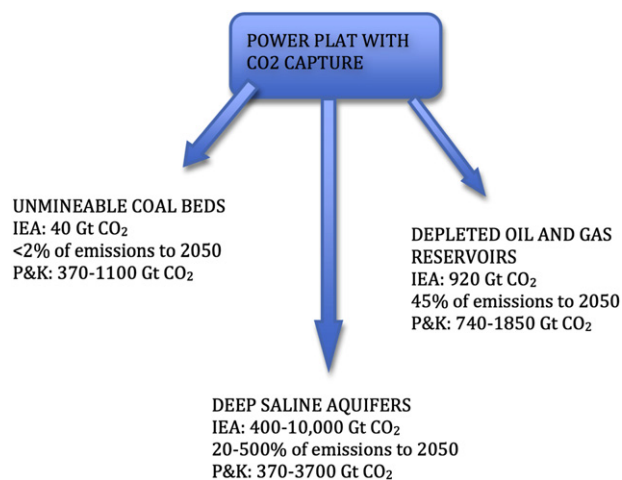 POWER PLAT WITH
CO2 CAPTURE
UNMINEABLE COAL BEDS
IEA: 40 Gt CO₂
<2% of emissions to 2050
P&K: 370-1100 Gt CO₂
DEPLETED OIL AND GAS
RESERVOIRS
IEA: 920 Gt CO₂
45% of emissions to 2050
P&K: 740-1850 Gt CO₂
DEEP SALINE AQUIFERS
IEA: 400-10,000 Gt CO₂
20-500% of emissions to 2050
P&K: 370-3700 Gt CO₂